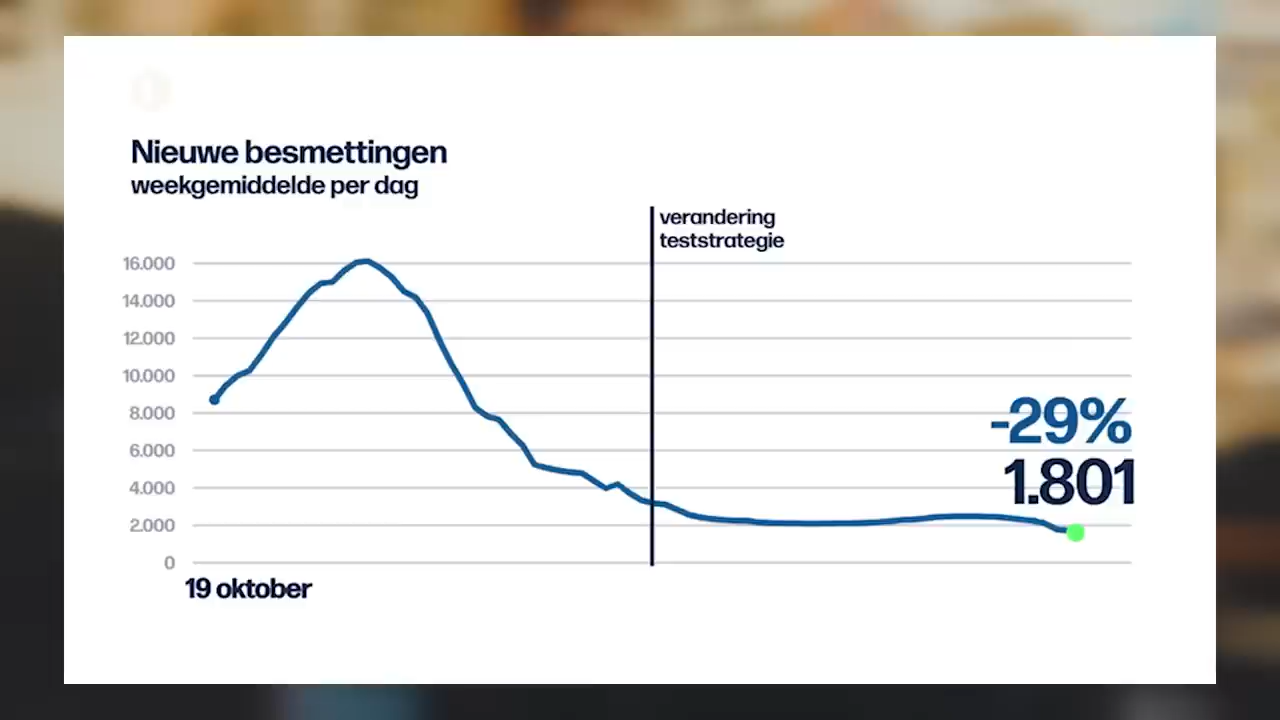 Nieuwe besmettingen
weekgemiddelde per dag
verandering
teststrategie
16.000
14.000
12.000
10.000
8.000
6.000
4.000
2.000
0
-29%
1.801
19 oktober